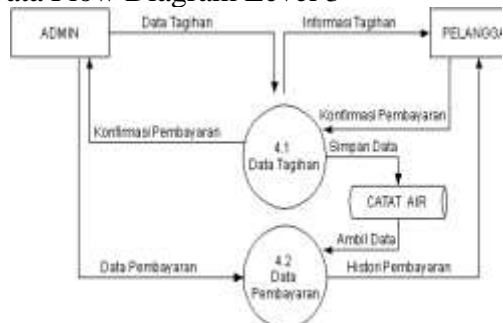 ata Flow Diagram Level 3
ADMIN
Data Tagihan
Informasi Tagihan
PELANGGA
Konfirmasi Pembayaran
Konfirmasi Pembayaran
4.1
Data Tagihan
Simpan Data
CATAT AIR
Ambil Data
4.2
Data
Pembayaran
Data Pembayaran
Histori Pembayaran